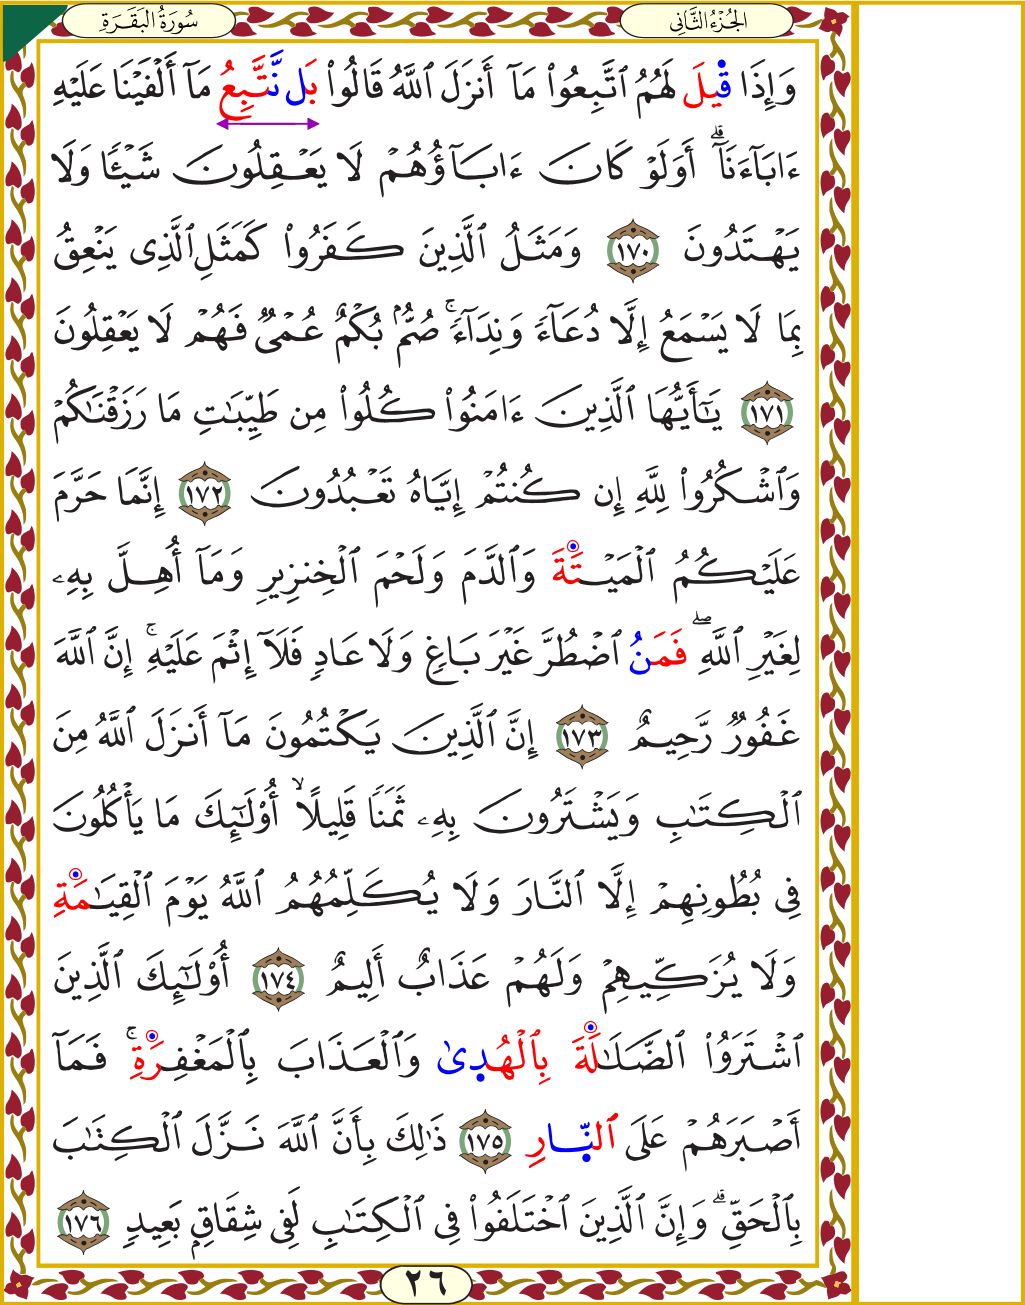 الجُزْءُ الثَّانِي
سُورَةُ البَقَرَةِ
وَإِذَا قِيلَ لَهُمُ ٱتَّبِعُواْ مَآ أَنزَلَ ٱللَّهُ قَالُواْ بَل نَّتَّبِعُ مَآ أَلۡفَيۡنَا عَلَيۡهِ
ءَابَآءَنَآۗ أَوَلَوۡ كَانَ ءَابَآؤُهُمۡ لَا يَعۡقِلُونَ شَيۡـٔٗا وَلَا
يَهۡتَدُونَ ١٧٠ وَمَثَلُ ٱلَّذِينَ كَفَرُواْ كَمَثَلِ ٱلَّذِى يَنۡعِقُ
بِمَا لَا يَسۡمَعُ إِلَّا دُعَآءٗ وَنِدَآءٗۚ صُمُّۢ بُكۡمٌ عُمۡىٞ فَهُمۡ لَا يَعۡقِلُونَ
١٧١ يَٰٓأَيُّهَا ٱلَّذِينَ ءَامَنُواْ كُلُواْ مِن طَيِّبَٰتِ مَا رَزَقۡنَٰكُمۡ
وَٱشۡكُرُواْ لِلَّهِ إِن كُنتُمۡ إِيَّاهُ تَعۡبُدُونَ ١٧٢ إِنَّمَا حَرَّمَ
عَلَيۡكُمُ ٱلۡمَيۡتَةَ وَٱلدَّمَ وَلَحۡمَ ٱلۡخِنزِيرِ وَمَآ أُهِلَّ بِهِۦ
لِغَيۡرِ ٱللَّهِۖ فَمَنُ ٱضۡطُرَّ غَيۡرَ بَاغٖ وَلَا عَادٖ فَلَآ إِثۡمَ عَلَيۡهِۚ إِنَّ ٱللَّهَ
غَفُورٞ رَّحِيمٌ ١٧٣ إِنَّ ٱلَّذِينَ يَكۡتُمُونَ مَآ أَنزَلَ ٱللَّهُ مِنَ
ٱلۡكِتَٰبِ وَيَشۡتَرُونَ بِهِۦ ثَمَنٗا قَلِيلًاۙ أُوْلَٰٓئِكَ مَا يَأۡكُلُونَ
فِى بُطُونِهِمۡ إِلَّا ٱلنَّارَ وَلَا يُكَلِّمُهُمُ ٱللَّهُ يَوۡمَ ٱلۡقِيَٰمَةِ
وَلَا يُزَكِّيهِمۡ وَلَهُمۡ عَذَابٌ أَلِيمٌ ١٧٤ أُوْلَٰٓئِكَ ٱلَّذِينَ
ٱشۡتَرَوُاْ ٱلضَّلَٰلَةَ بِٱلۡهُدِىٰ وَٱلۡعَذَابَ بِٱلۡمَغۡفِرَةِۚ فَمَآ
أَصۡبَرَهُمۡ عَلَى ٱلنّ۪ارِ ١٧٥ ذَٰلِكَ بِأَنَّ ٱللَّهَ نَزَّلَ ٱلۡكِتَٰبَ
بِٱلۡحَقِّۗ وَإِنَّ ٱلَّذِينَ ٱخۡتَلَفُواْ فِى ٱلۡكِتَٰبِ لَفِى شِقَاقِۭ بَعِيدٖ ١٧٦
٢٦